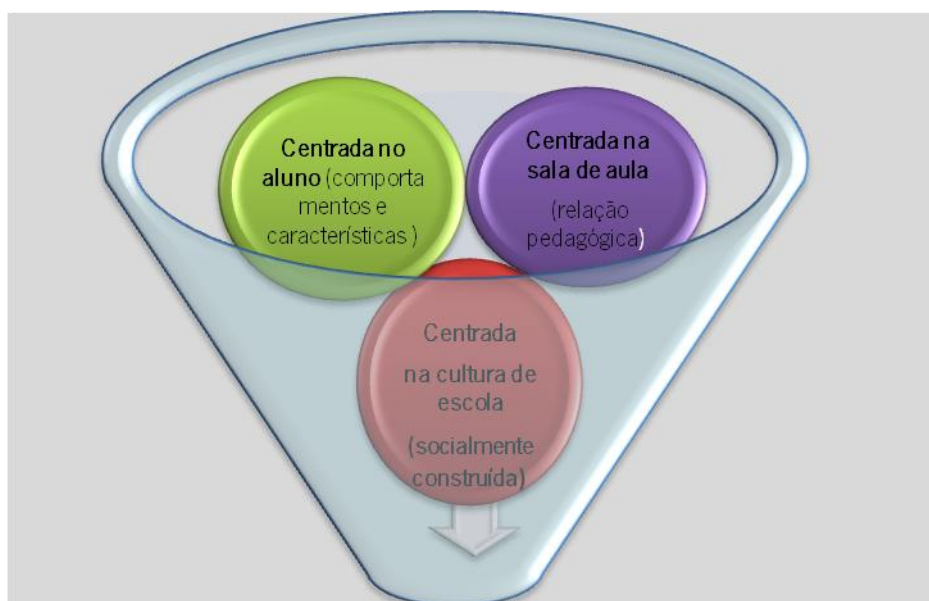 Centrada no
aluno (comporta
mentos e
características )
Centrada na
sala de aula
(relação
pedagógica)
Centrada
na cultura de
escola
(socialmente
construída)